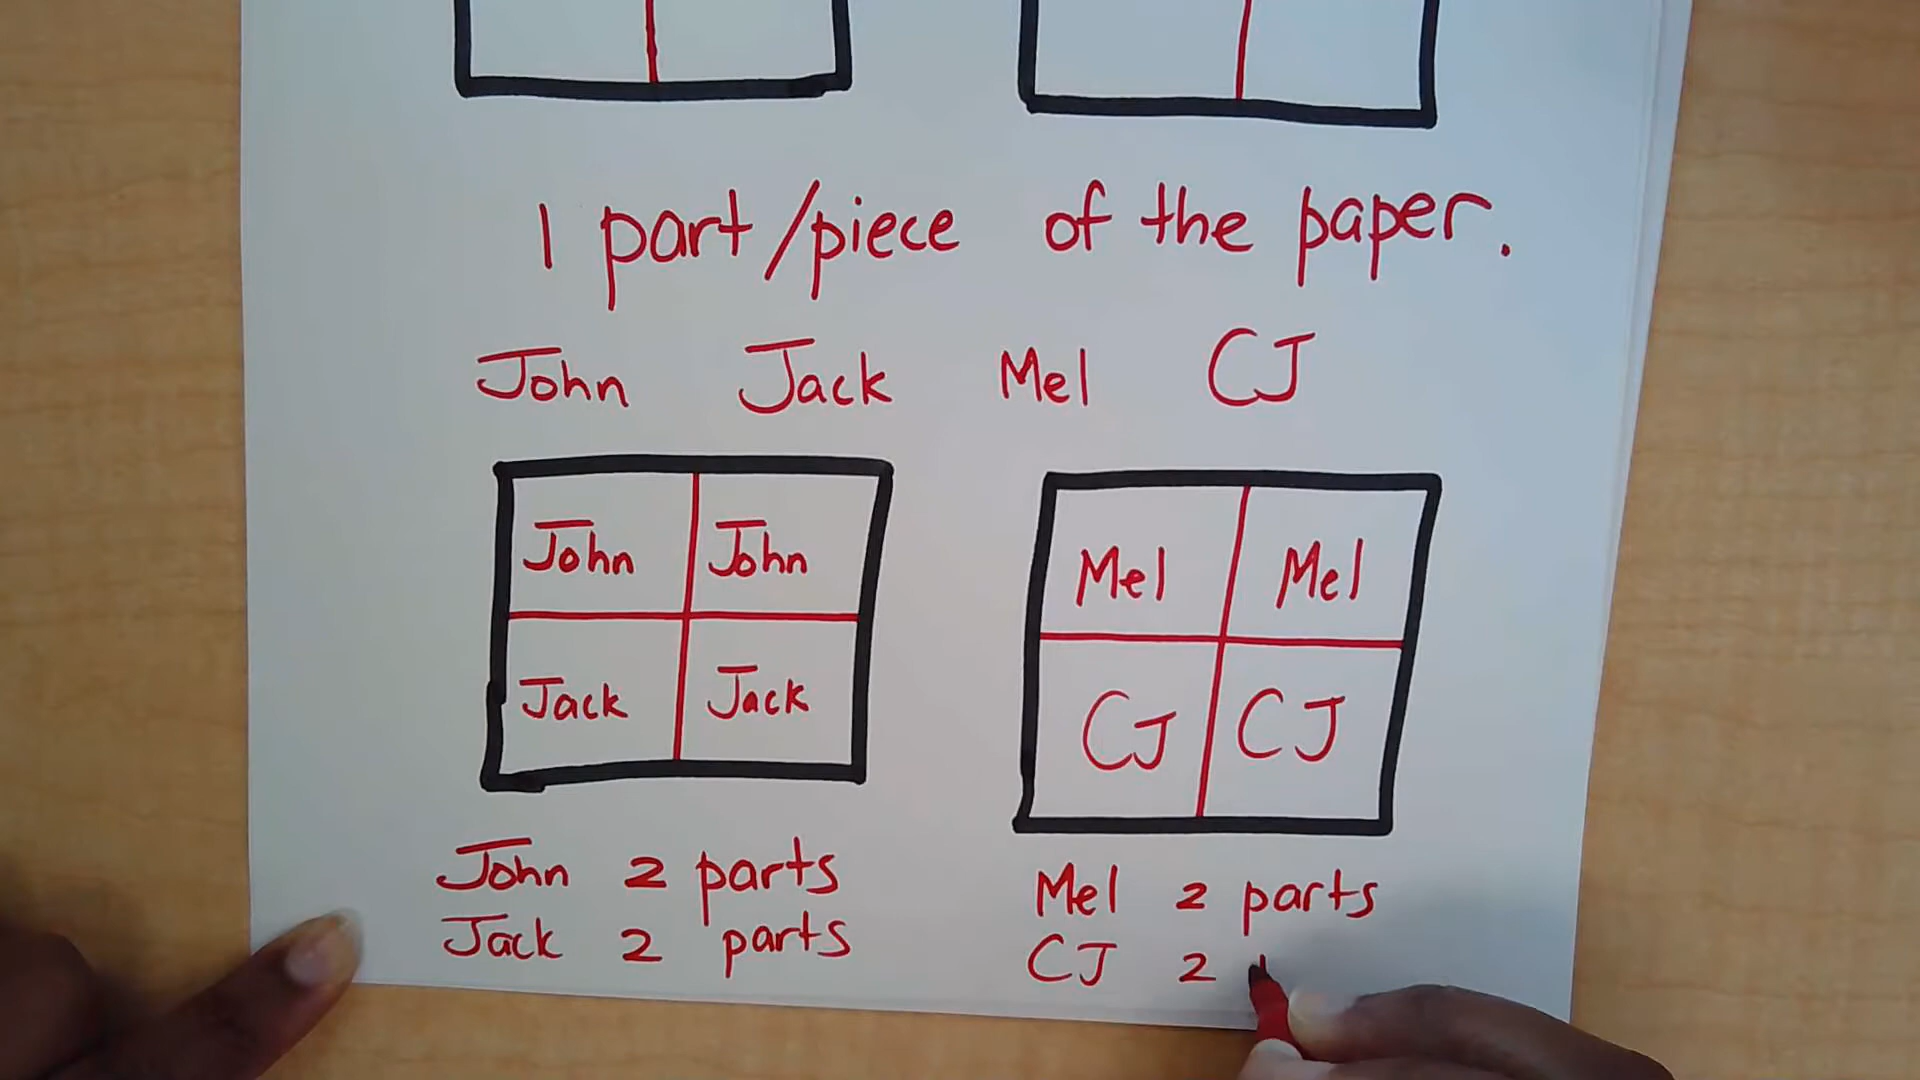 1 part/piece of the paper.
John Jack Mel CJ
John John
Jack Jack
Mel Mel
CJ CJ
John 2 parts
Jack 2 parts
Mel 2 parts
CJ 2